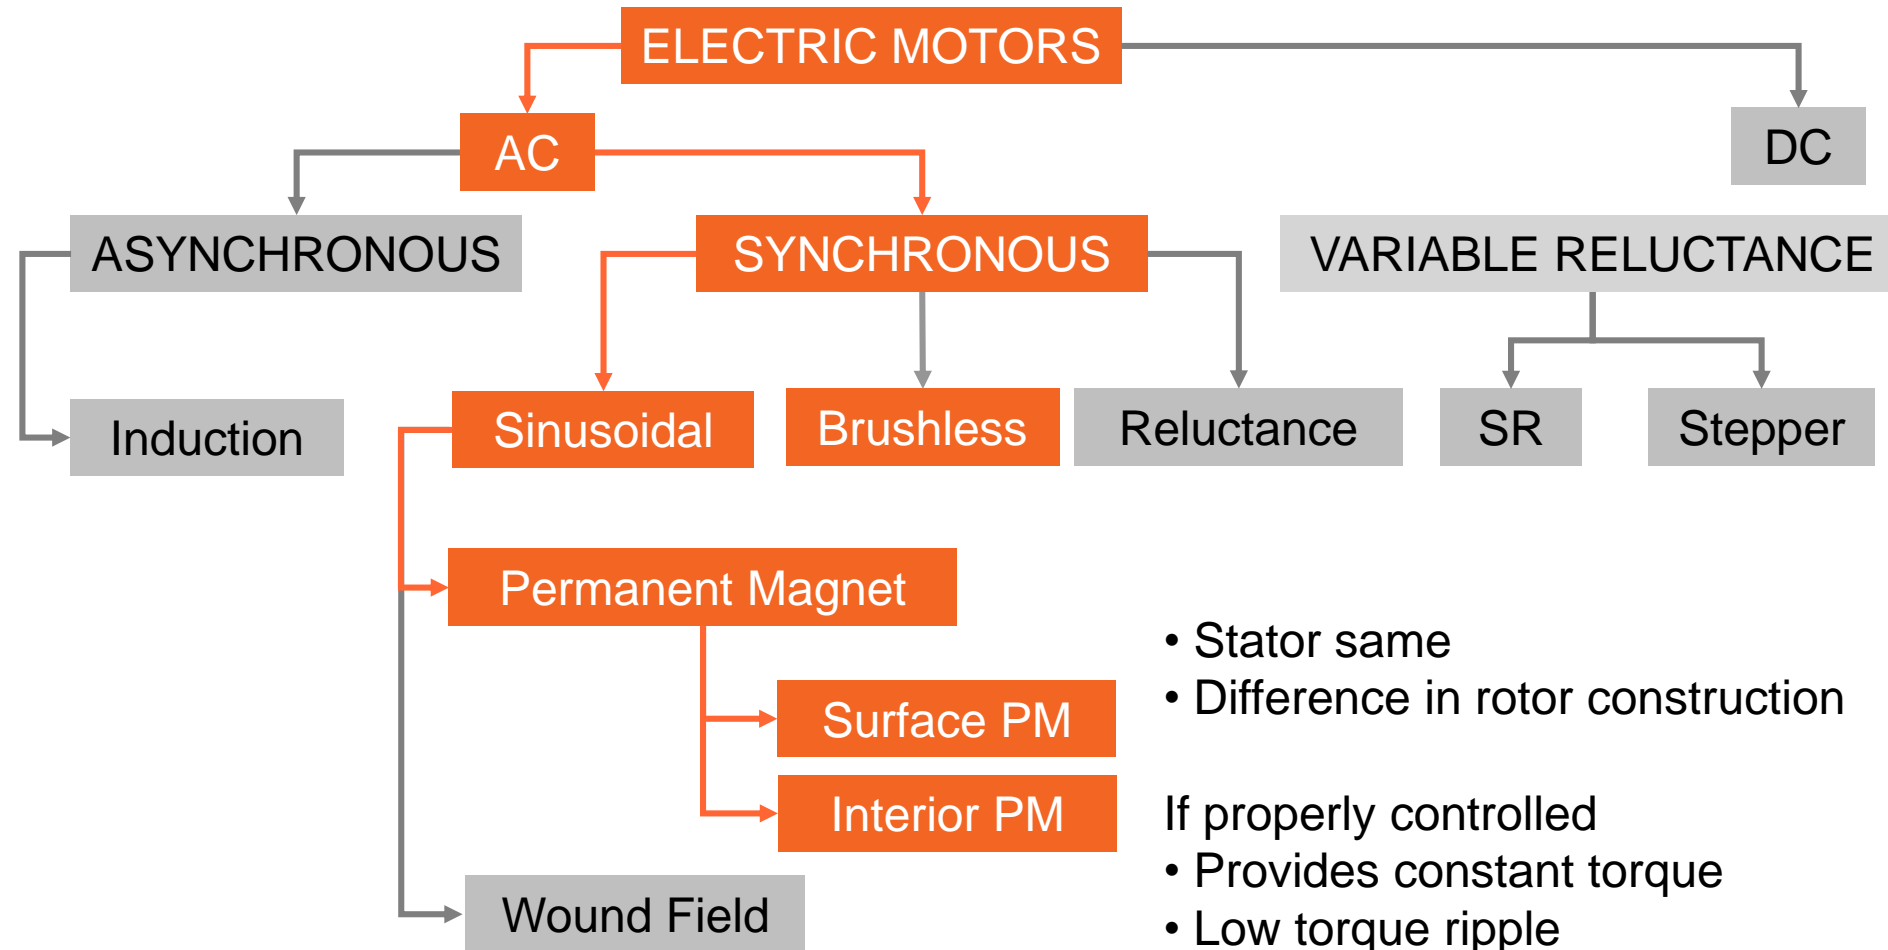 ELECTRIC MOTORS
AC
DC
ASYNCHRONOUS
SYNCHRONOUS
VARIABLE RELUCTANCE
Induction
Sinusoidal
Brushless
Reluctance
SR
Stepper
Permanent Magnet
Surface PM
Interior PM
Wound Field
• Stator same
• Difference in rotor construction
If properly controlled
• Provides constant torque
• Low torque ripple